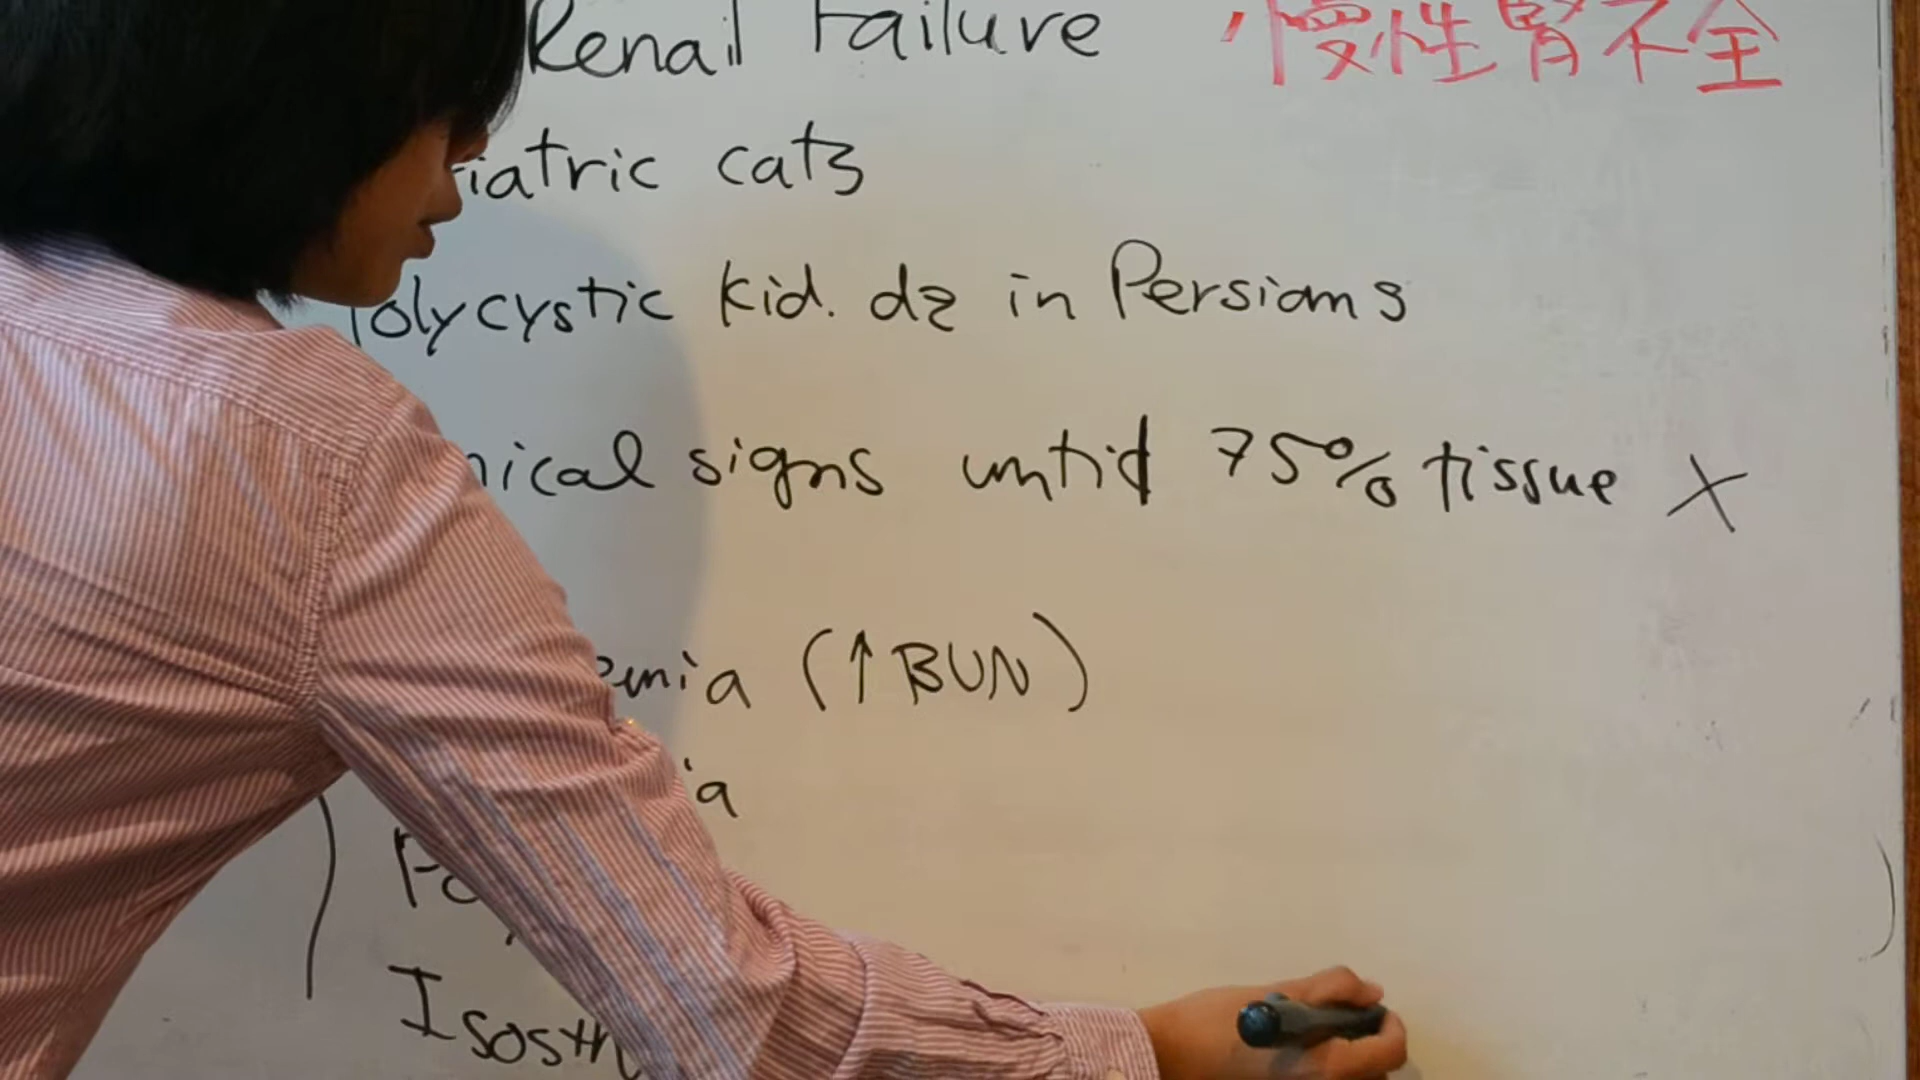 Renal Failure 慢性腎不全
iatric cats
olycystic kid. dz in Persians
nical signs until 75% tissue X
emia (↑BUN)
ia
Po
Isosth